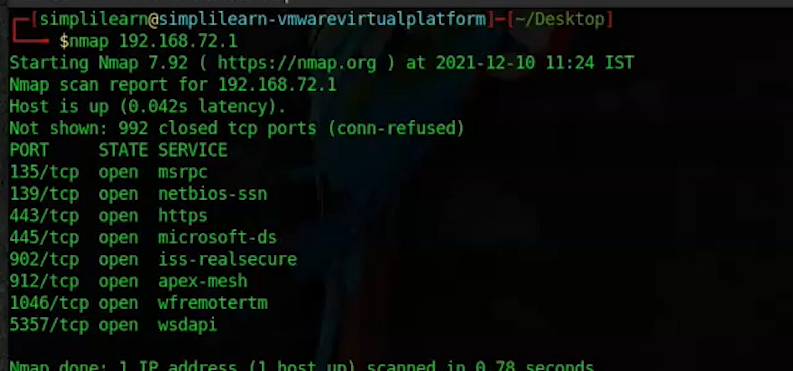 ┌─[simplilearn@simplilearn-vmwarevirtualplatform]─[~/Desktop]
└──╼ $nmap 192.168.72.1
Starting Nmap 7.92 ( https://nmap.org ) at 2021-12-10 11:24 IST
Nmap scan report for 192.168.72.1
Host is up (0.042s latency).
Not shown: 992 closed tcp ports (conn-refused)
PORT     STATE SERVICE
135/tcp  open  msrpc
139/tcp  open  netbios-ssn
443/tcp  open  https
445/tcp  open  microsoft-ds
902/tcp  open  iss-realsecure
912/tcp  open  apex-mesh
1046/tcp open  wfremotertm
5357/tcp open  wsdapi
Nmap done: 1 IP address (1 host up) scanned in 0.78 seconds